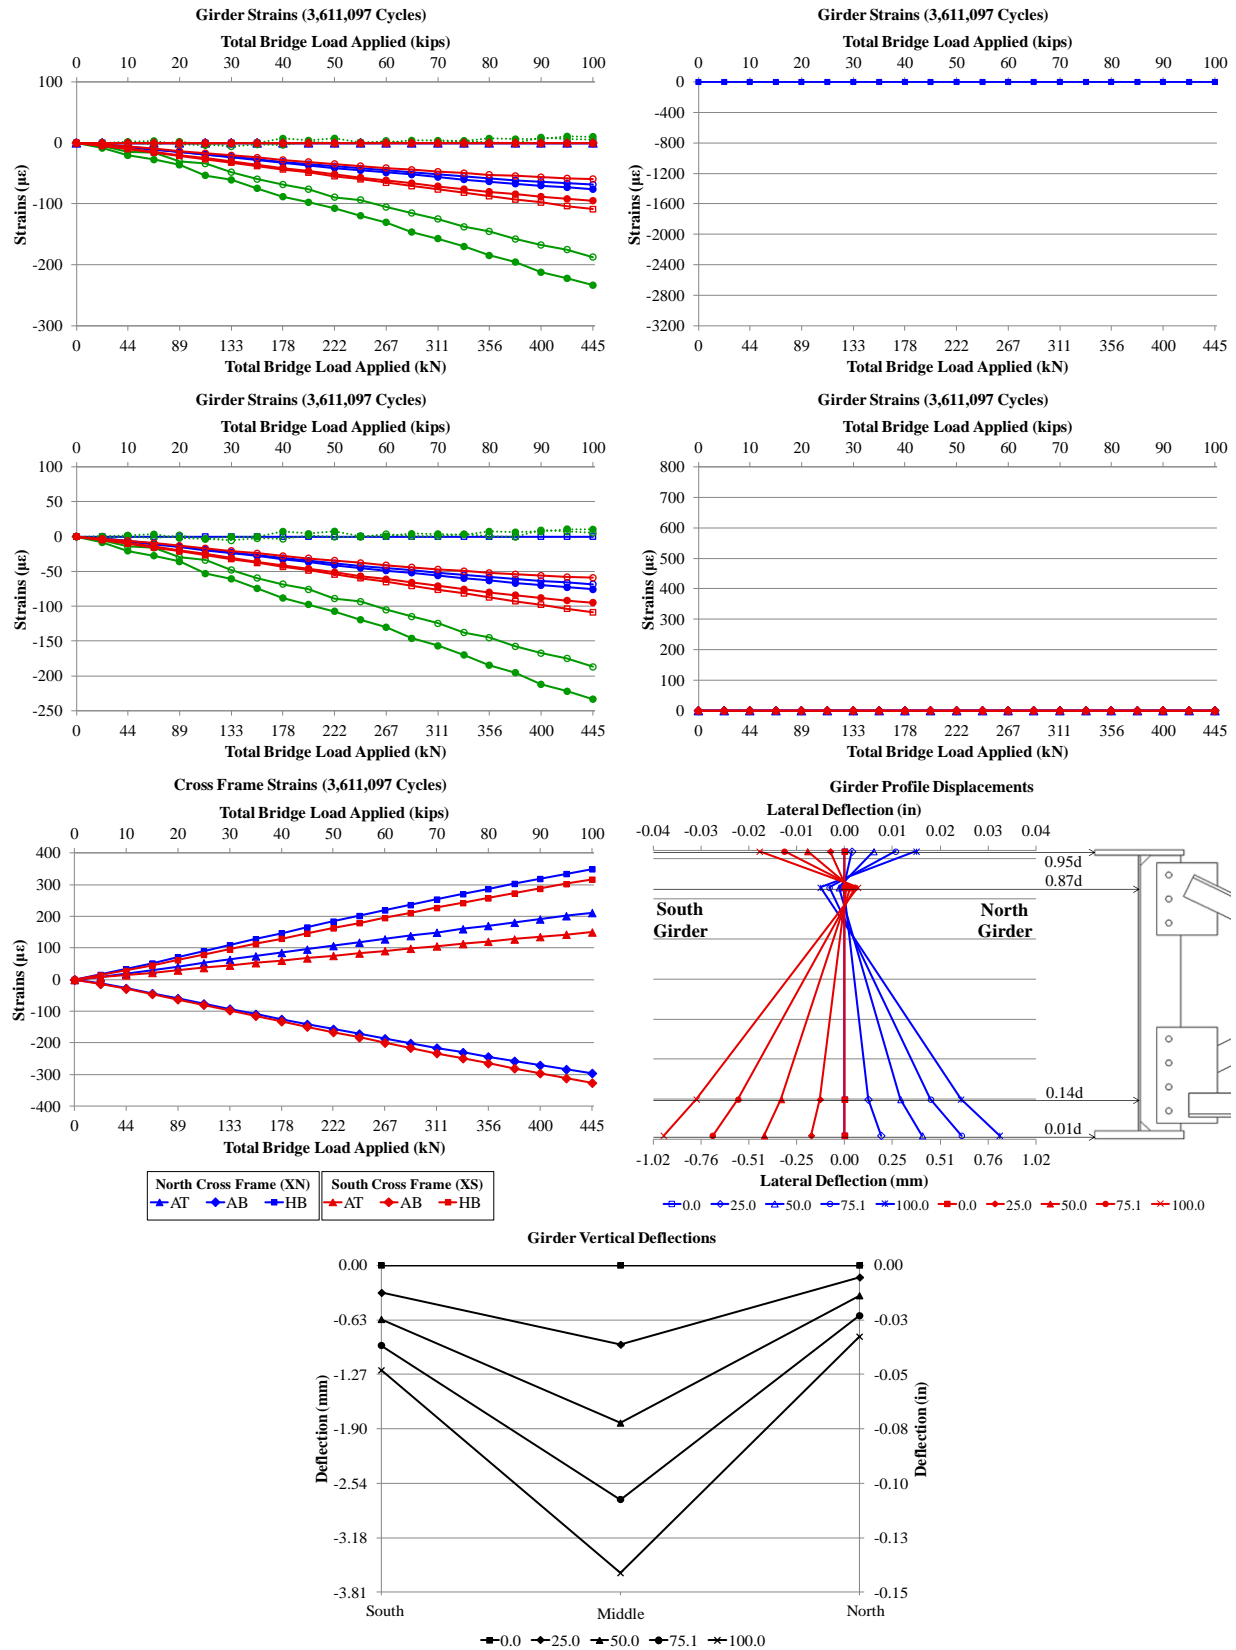 Girder Strains (3,611,097 Cycles)
Total Bridge Load Applied (kips)
0 10 20 30 40 50 60 70 80 90 100
100
0
-100
-200
-300
Strains (με)
0 44 89 133 178 222 267 311 356 400 445
Total Bridge Load Applied (kN)
Girder Strains (3,611,097 Cycles)
Total Bridge Load Applied (kips)
0 10 20 30 40 50 60 70 80 90 100
0
-400
-800
-1200
-1600
-2000
-2400
-2800
-3200
Strains (με)
0 44 89 133 178 222 267 311 356 400 445
Total Bridge Load Applied (kN)
Girder Strains (3,611,097 Cycles)
Total Bridge Load Applied (kips)
0 10 20 30 40 50 60 70 80 90 100
100
50
0
-50
-100
-150
-200
-250
Strains (με)
0 44 89 133 178 222 267 311 356 400 445
Total Bridge Load Applied (kN)
Girder Strains (3,611,097 Cycles)
Total Bridge Load Applied (kips)
0 10 20 30 40 50 60 70 80 90 100
800
700
600
500
400
300
200
100
0
Strains (με)
0 44 89 133 178 222 267 311 356 400 445
Total Bridge Load Applied (kN)
Cross Frame Strains (3,611,097 Cycles)
Total Bridge Load Applied (kips)
0 10 20 30 40 50 60 70 80 90 100
400
300
200
100
0
-100
-200
-300
-400
Strains (με)
0 44 89 133 178 222 267 311 356 400 445
Total Bridge Load Applied (kN)
North Cross Frame (XN)
AT AB HB
South Cross Frame (XS)
AT AB HB
Girder Profile Displacements
Lateral Deflection (in)
-0.04 -0.03 -0.02 -0.01 0.00 0.01 0.02 0.03 0.04
0.95d
0.87d
South
Girder
North
Girder
0.14d
0.01d
-1.02 -0.76 -0.51 -0.25 0.00 0.25 0.51 0.76 1.02
Lateral Deflection (mm)
0.0 25.0 50.0 75.1 100.0 0.0 25.0 50.0 75.1 100.0
Girder Vertical Deflections
0.00
-0.63
-1.27
-1.90
-2.54
-3.18
-3.81
Deflection (mm)
0.00
-0.03
-0.05
-0.08
-0.10
-0.13
-0.15
Deflection (in)
South Middle North
0.0 25.0 50.0 75.1 100.0